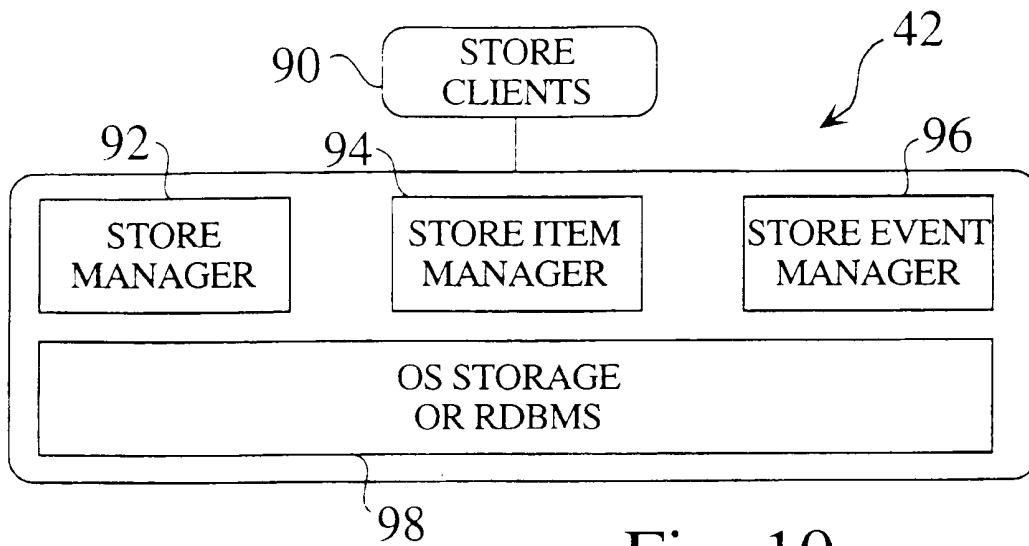 90
STORE
CLIENTS
42
92
94
96
STORE
MANAGER
STORE ITEM
MANAGER
STORE EVENT
MANAGER
OS STORAGE
OR RDBMS
98